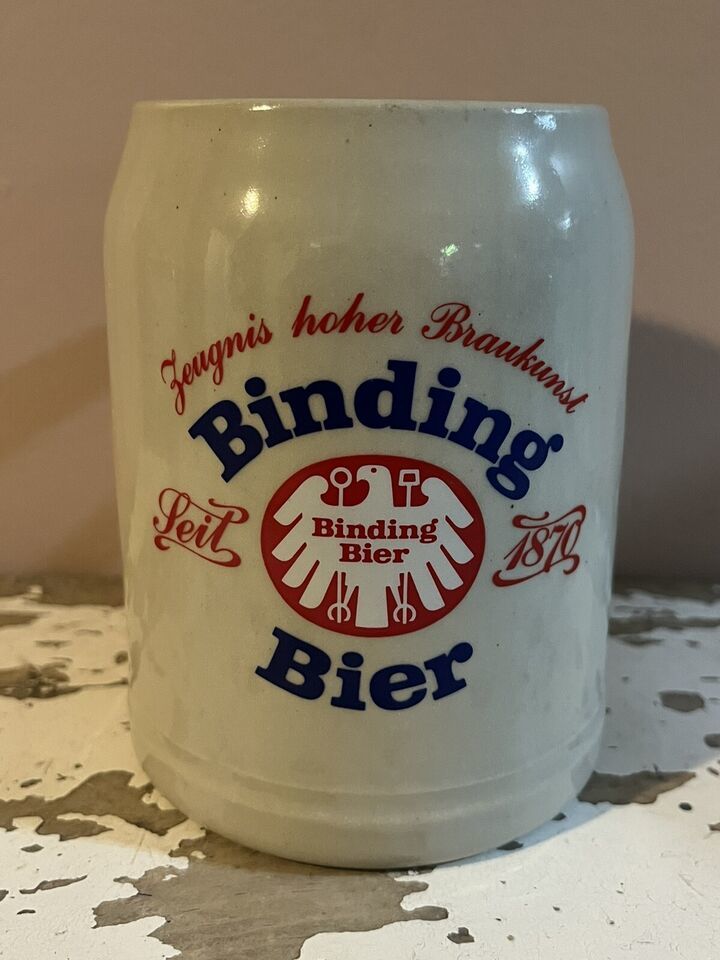 Zeugnis hoher Braukunst
Binding
Seit 1870
Binding
Bier
Bier